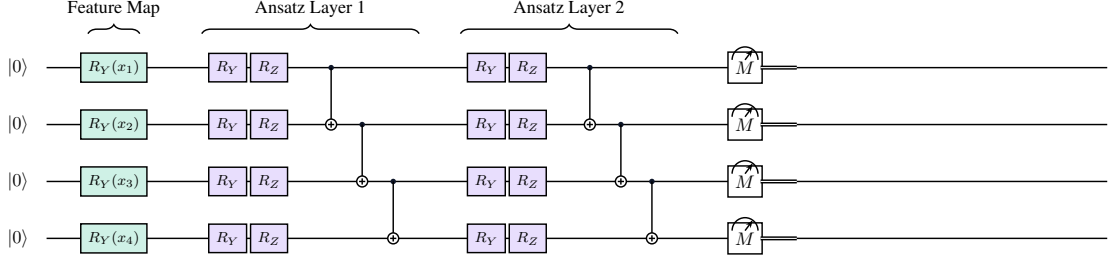 Feature Map Ansatz Layer 1 Ansatz Layer 2
|0⟩ R_Y(x_1) R_Y R_Z R_Y R_Z M
|0⟩ R_Y(x_2) R_Y R_Z R_Y R_Z M
|0⟩ R_Y(x_3) R_Y R_Z R_Y R_Z M
|0⟩ R_Y(x_4) R_Y R_Z R_Y R_Z M